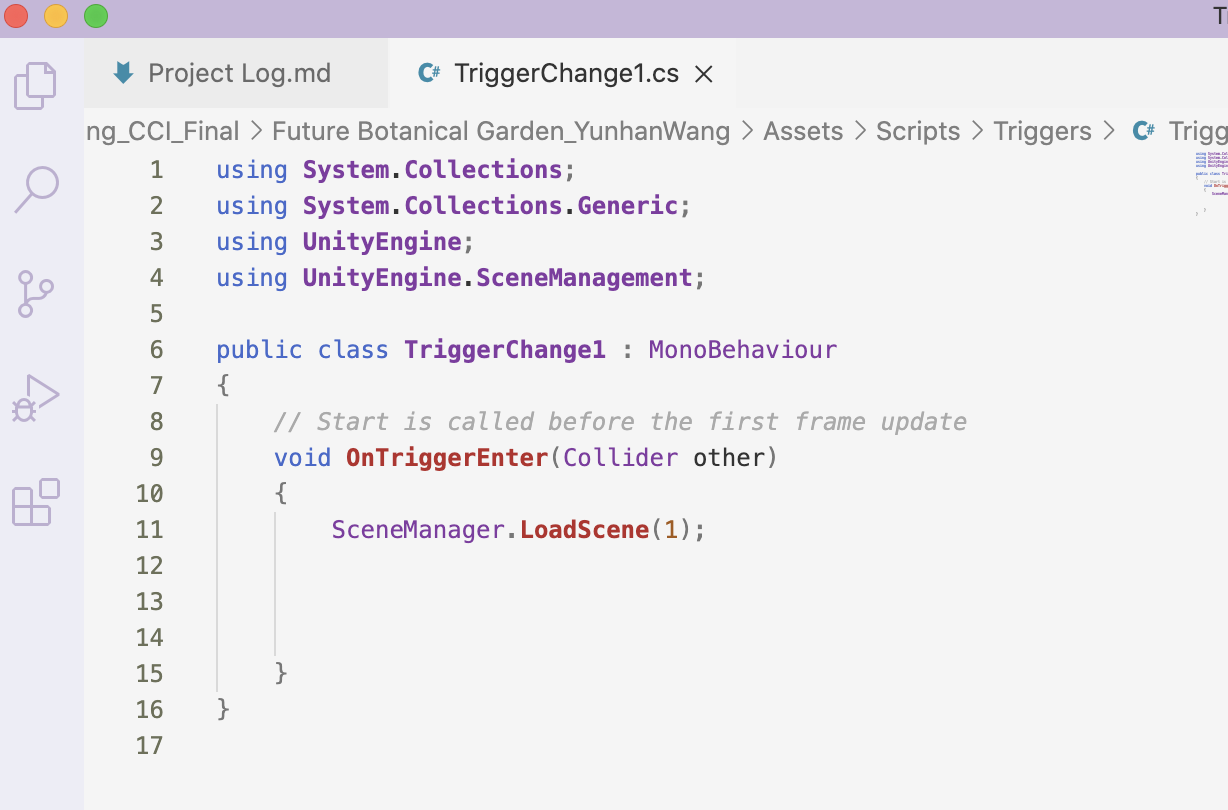 Project Log.md
TriggerChange1.cs
ng_CCI_Final > Future Botanical Garden_YunhanWang > Assets > Scripts > Triggers > C# Trigg
1 using System.Collections;
2 using System.Collections.Generic;
3 using UnityEngine;
4 using UnityEngine.SceneManagement;
5
6 public class TriggerChange1 : MonoBehaviour
7 {
8 // Start is called before the first frame update
9 void OnTriggerEnter(Collider other)
10 {
11 SceneManager.LoadScene(1);
12
13
14
15 }
16 }
17